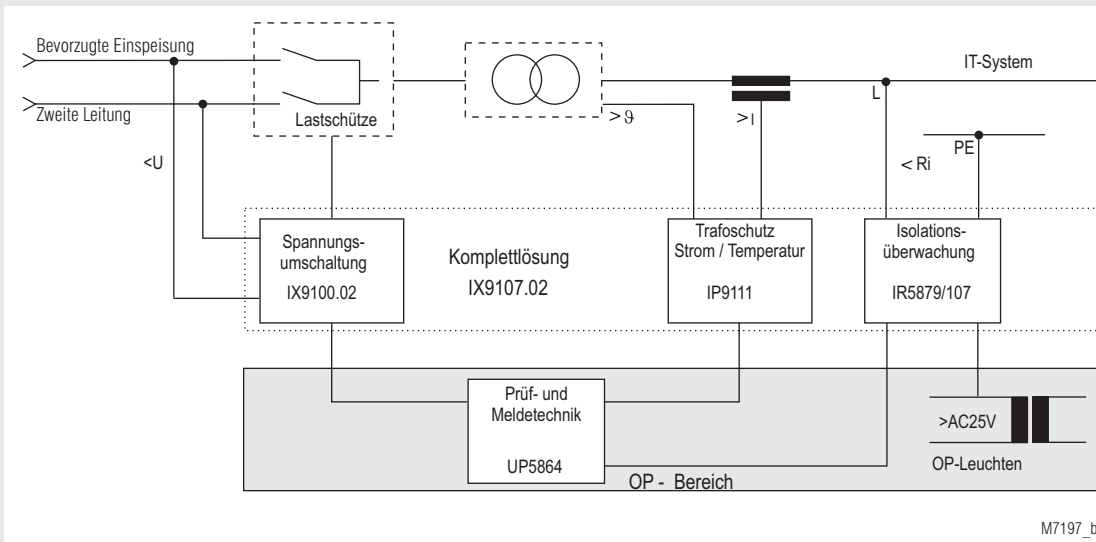 Bevorzugte Einspeisung
Zweite Leitung
Lastschütze
<U
>ϑ
>I
L
IT-System
PE
< Ri
Spannungs-
umschaltung
IX9100.02
Komplettlösung
IX9107.02
Trafoschutz
Strom / Temperatur
IP9111
Isolations-
überwachung
IR5879/107
Prüf- und
Meldetechnik
UP5864
OP - Bereich
>AC25V
OP-Leuchten
M7197_b